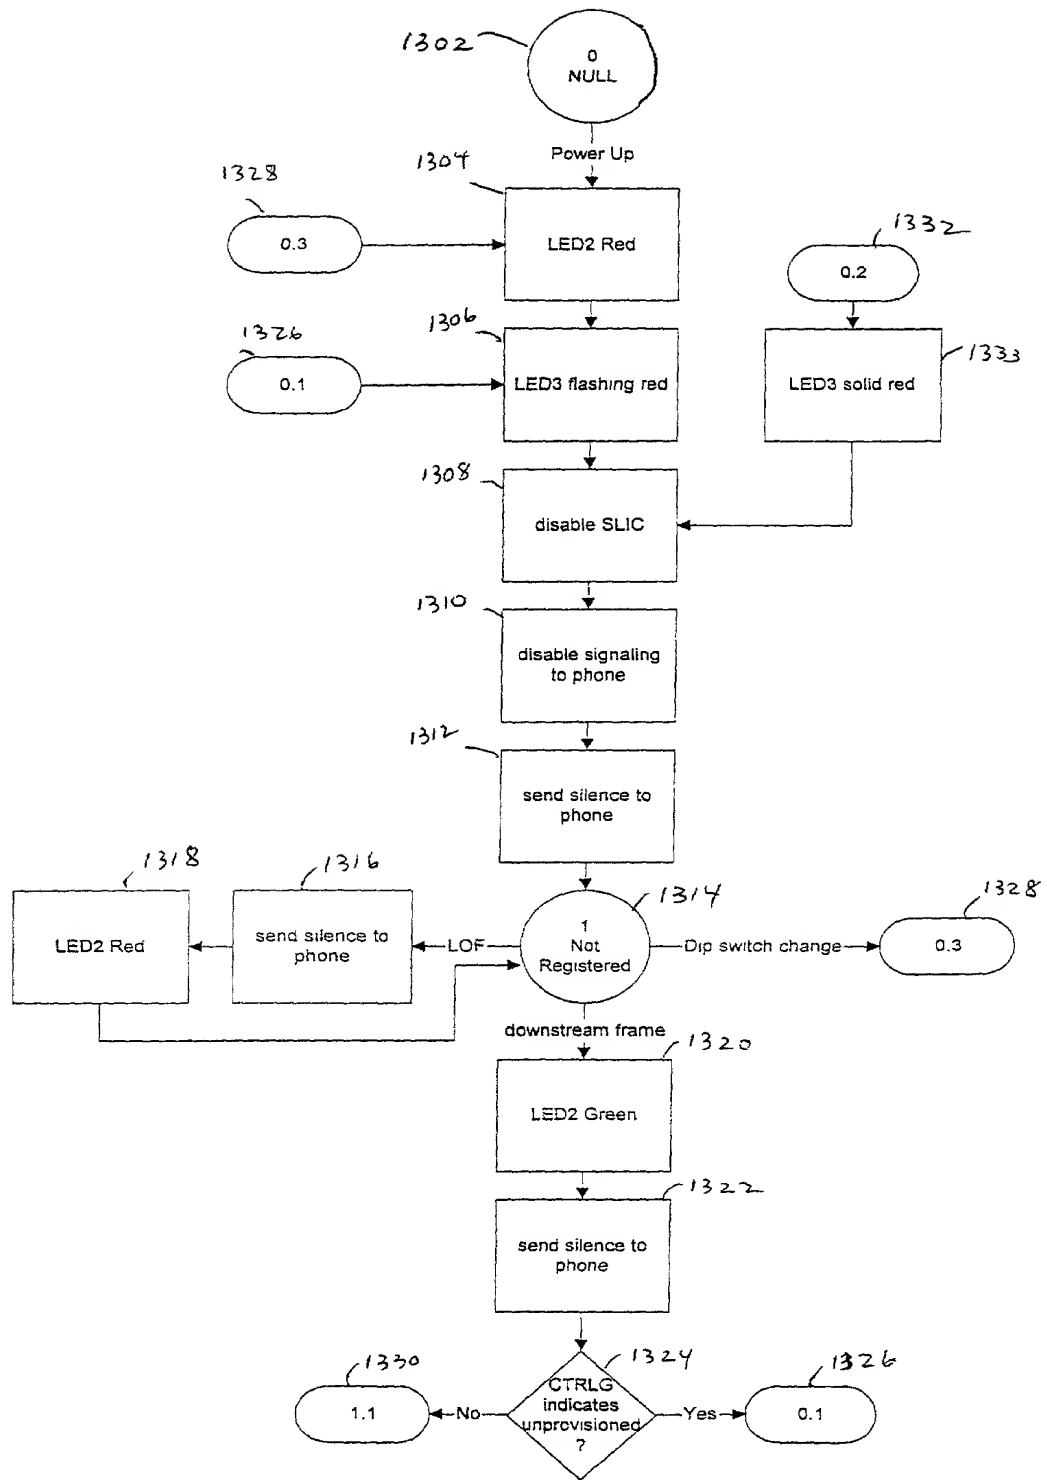 1302
0
NULL
Power Up
1304
1328
0.3
LED2 Red
1332
0.2
1306
1326
0.1
LED3 flashing red
LED3 solid red
1333
1308
disable SLIC
1310
disable signaling
to phone
1312
send silence to
phone
1318
1316
1314
1328
LED2 Red
send silence to
phone
LOF
1
Not
Registered
Dip switch change
0.3
downstream frame
1320
LED2 Green
1322
send silence to
phone
1330
1324
1326
1.1
No
CTRLG
indicates
unprovisioned
?
Yes
0.1